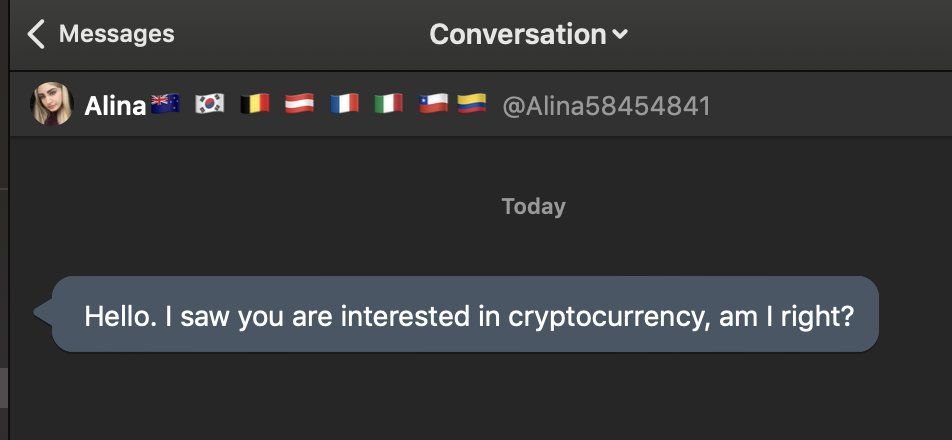 Messages
Conversation
Alina🇳🇿 🇰🇷 🇧🇪 🇦🇹 🇫🇷 🇮🇹 🇨🇱 🇨🇴 @Alina58454841
Today
Hello. I saw you are interested in cryptocurrency, am I right?